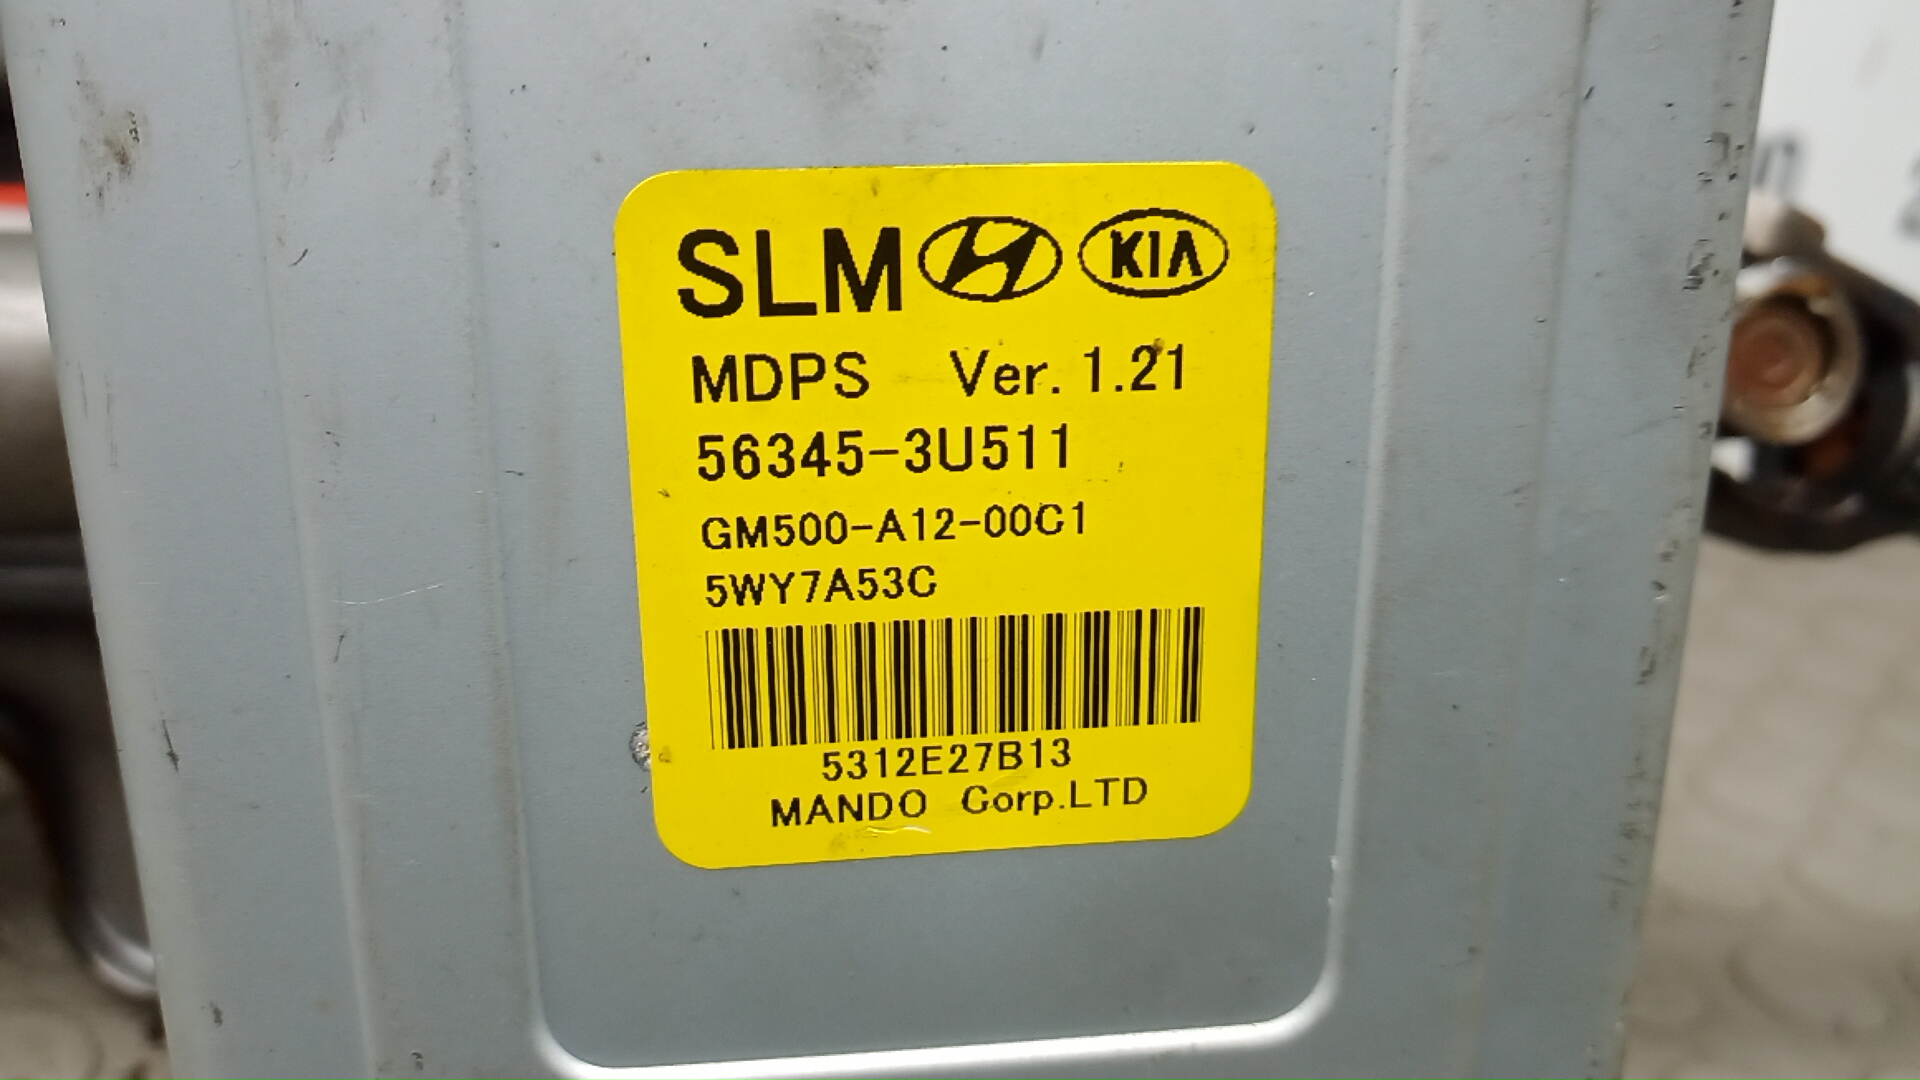 SLM KIA
MDPS Ver. 1.21
56345-3U511
GM500-A12-00C1
5WY7A53C
5312E27B13
MANDO Corp.LTD